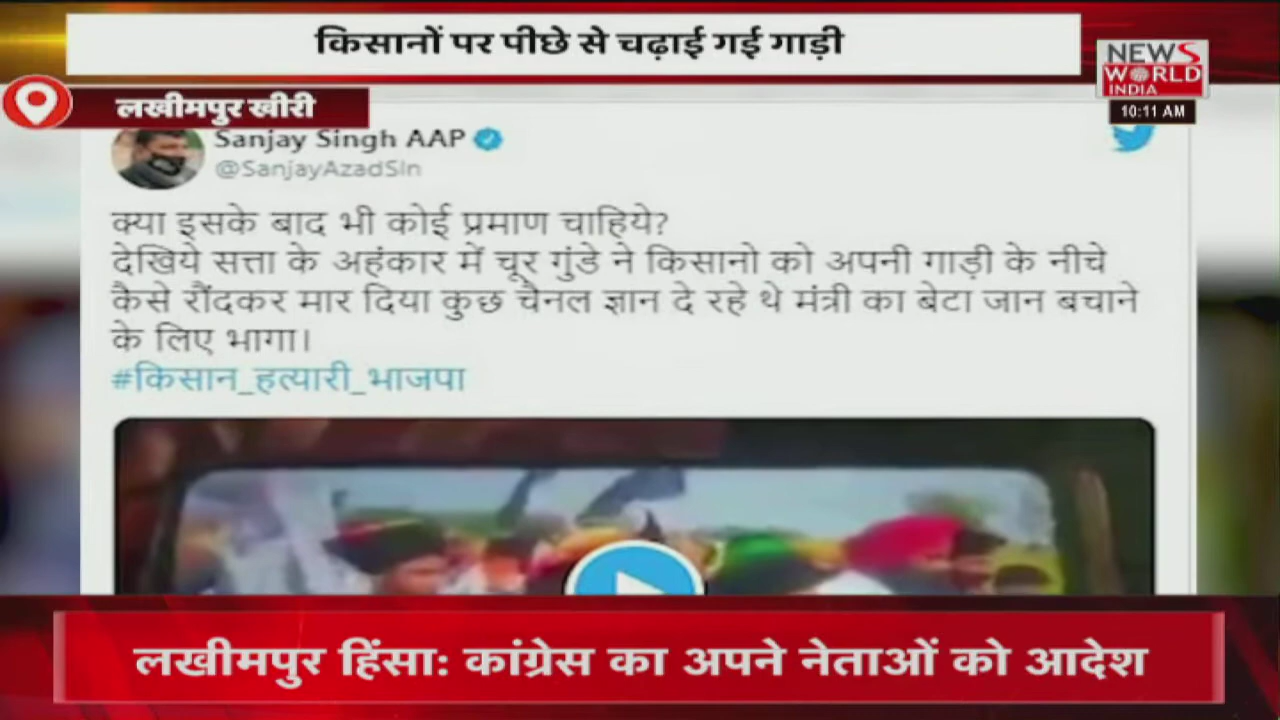 किसानों पर पीछे से चढ़ाई गई गाड़ी
NEWS
WORLD
INDIA
10:11 AM
लखीमपुर खीरी
Sanjay Singh AAP
@SanjayAzadSln
क्या इसके बाद भी कोई प्रमाण चाहिये?
देखिये सत्ता के अहंकार में चूर गुंडे ने किसानो को अपनी गाड़ी के नीचे
कैसे रौंदकर मार दिया कुछ चैनल ज्ञान दे रहे थे मंत्री का बेटा जान बचाने
के लिए भागा।
#किसान_हत्यारी_भाजपा
लखीमपुर हिंसा: कांग्रेस का अपने नेताओं को आदेश